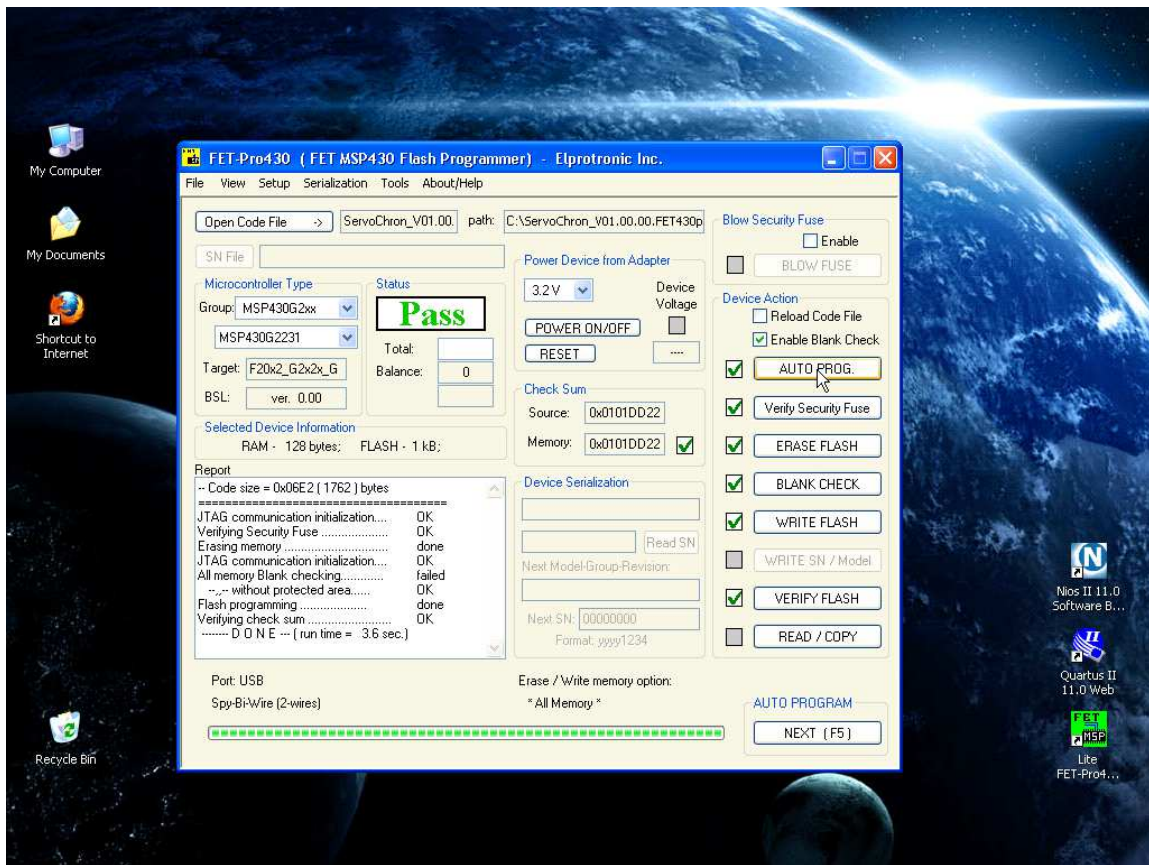 My Computer
My Documents
Shortcut to
Internet
Recycle Bin
FET-Pro430 ( FET MSP430 Flash Programmer) - Elprotronic Inc.
File View Setup Serialization Tools About/Help
Open Code File -> ServoChron_V01.00. path: C:\ServoChron_V01.00.00.FET430p
SN File
Microcontroller Type
Group: MSP430G2xx
MSP430G2231
Target: F20x2_G2x2x_G
BSL: ver. 0.00
Status
Pass
Total:
Balance: 0
Selected Device Information
RAM - 128 bytes; FLASH - 1 kB;
Report
-- Code size = 0x06E2 ( 1762 ) bytes
=====================================
JTAG communication initialization.... OK
Verifying Security Fuse ..................... OK
Erasing memory ................................ done
JTAG communication initialization.... OK
All memory Blank checking............. failed
--,,-- without protected area...... OK
Flash programming ..................... done
Verifying check sum .................... OK
-------- D O N E --- ( run time = 3.6 sec.)
Power Device from Adapter
3.2 V
Device
Voltage
POWER ON/OFF
RESET
----
Check Sum
Source: 0x0101DD22
Memory: 0x0101DD22
Device Serialization
Read SN
Next Model-Group-Revision:
Next SN: 00000000
Format: yyyy1234
Blow Security Fuse
Enable
BLOW FUSE
Device Action
Reload Code File
Enable Blank Check
AUTO PROG.
Verify Security Fuse
ERASE FLASH
BLANK CHECK
WRITE FLASH
WRITE SN / Model
VERIFY FLASH
READ / COPY
Port: USB
Spy-Bi-Wire (2-wires)
Erase / Write memory option:
* All Memory *
AUTO PROGRAM
NEXT (F5)
Nios II 11.0
Software B...
II
Quartus II
11.0 Web
FET
MSP
Lite
FET-Pro4...